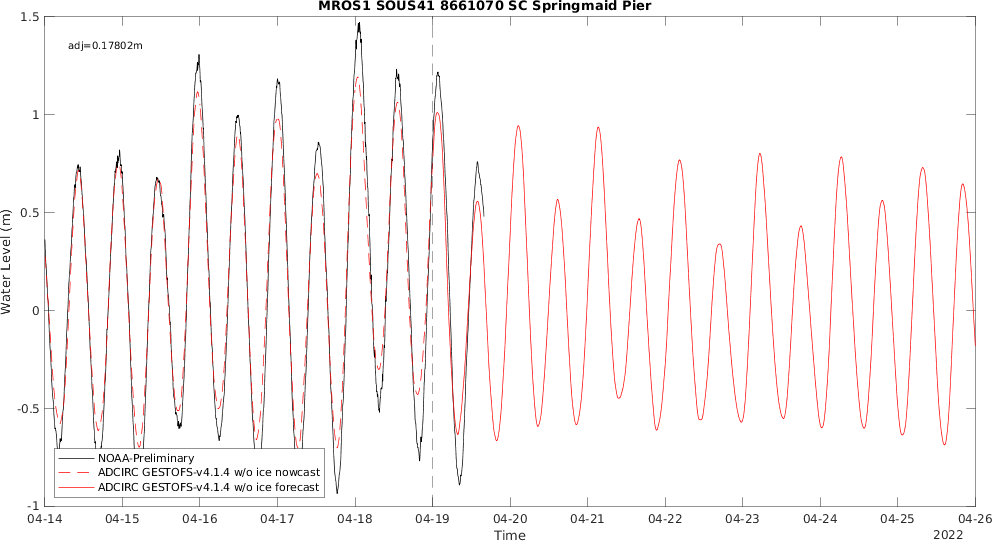 MROS1 SOUS41 8661070 SC Springmaid Pier
1.5
adj=0.17802m
1
0.5
Water Level (m)
0
-0.5
NOAA-Preliminary
ADCIRC GESTOFS-v4.1.4 w/o ice nowcast
ADCIRC GESTOFS-v4.1.4 w/o ice forecast
-1
04-14 04-15 04-16 04-17 04-18 04-19 04-20 04-21 04-22 04-23 04-24 04-25 04-26
Time
2022